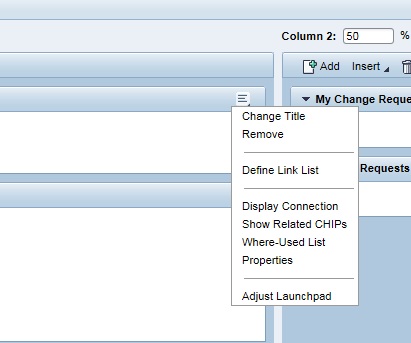 Column 2: 50 %
Add Insert
My Change Reque
Change Title
Remove
Define Link List
Requests
Display Connection
Show Related CHIPs
Where-Used List
Properties
Adjust Launchpad